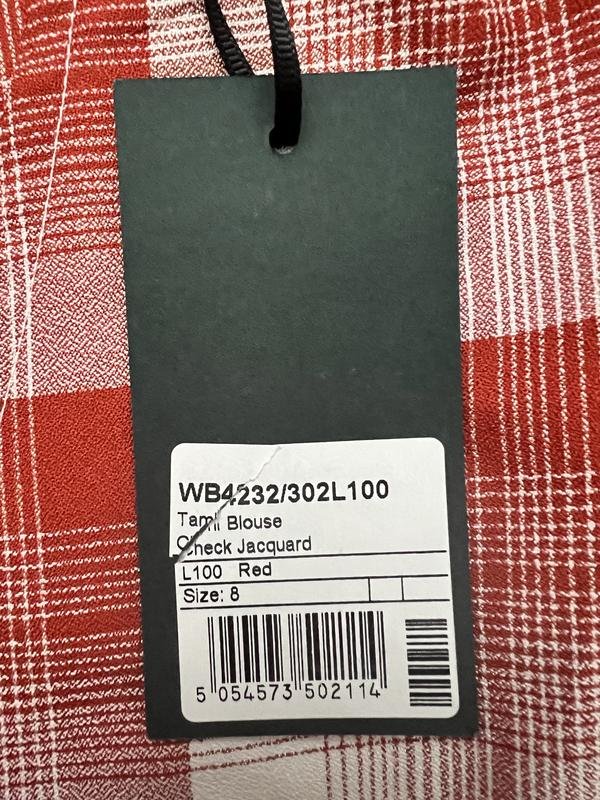 WB4232/302L100
Tamil Blouse
Check Jacquard
L100 Red
Size: 8
5 054573 502114